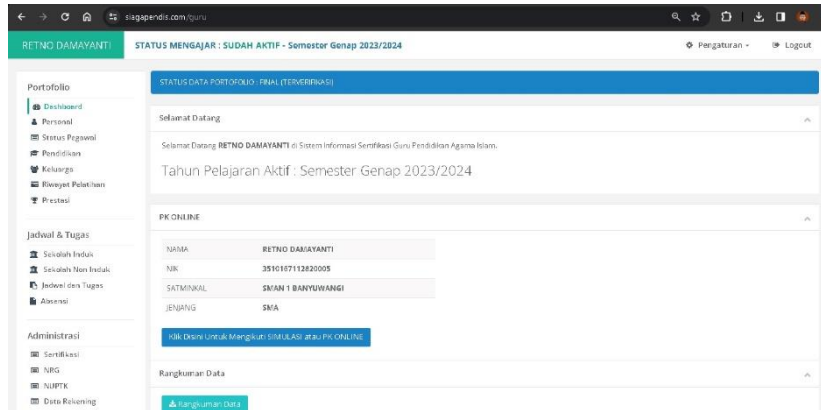 siagapendis.com/guru
RETNO DAMAYANTI
STATUS MENGAJAR : SUDAH AKTIF - Semester Genap 2023/2024
Pengaturan
Logout
Portofolio
Dashboard
Personal
Status Pegawai
Pendidikan
Keluarga
Riwayat Pelatihan
Prestasi
Jadwal & Tugas
Sekolah Induk
Sekolah Non Induk
Jadwal dan Tugas
Absensi
Administrasi
Sertifikasi
NRG
NUPTK
Data Rekening
STATUS DATA PORTOFOLIO : FINAL (TERVERIFIKASI)
Selamat Datang
Selamat Datang RETNO DAMAYANTI di Sistem Informasi Sertifikasi Guru Pendidikan Agama Islam.
Tahun Pelajaran Aktif : Semester Genap 2023/2024
PK ONLINE
NAMA RETNO DAMAYANTI
NIK 3510167112820005
SATMINKAL SMAN 1 BANYUWANGI
JENJANG SMA
Klik Disini Untuk Mengikuti SIMULASI atau PK ONLINE
Rangkuman Data
Rangkuman Data